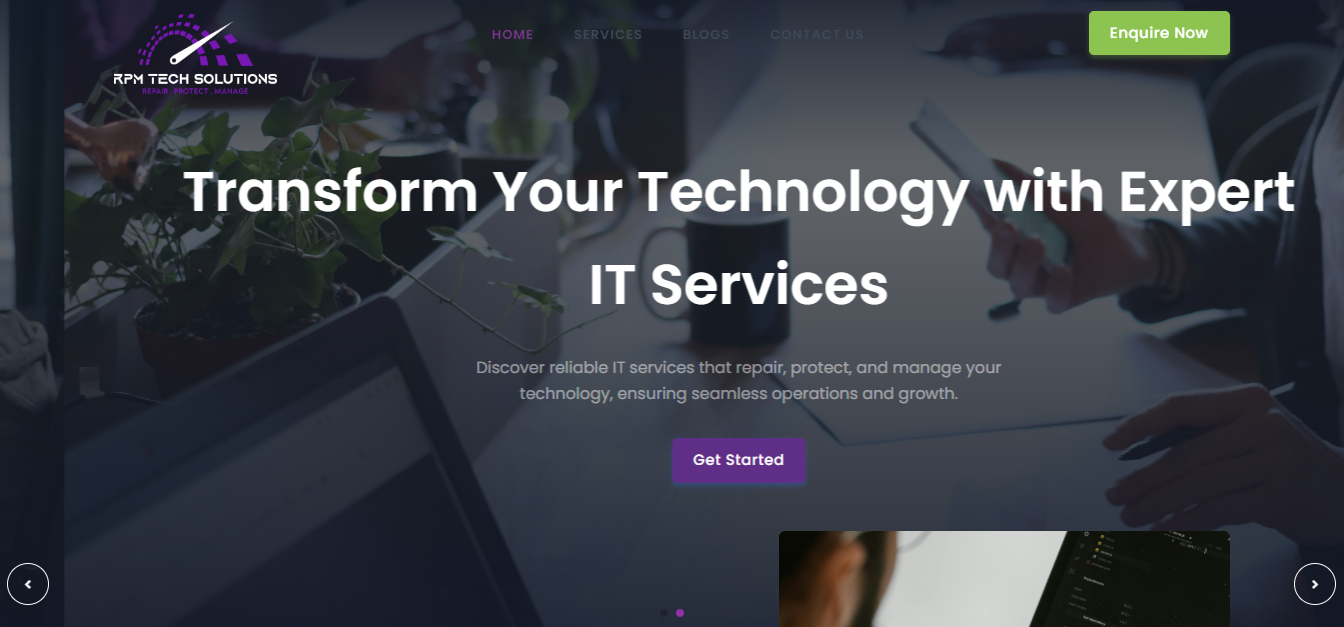 HOME
SERVICES
BLOGS
CONTACT US
Enquire Now
RPM TECH SOLUTIONS
REPAIR . PROTECT . MANAGE
Transform Your Technology with Expert
IT Services
Discover reliable IT services that repair, protect, and manage your
technology, ensuring seamless operations and growth.
Get Started